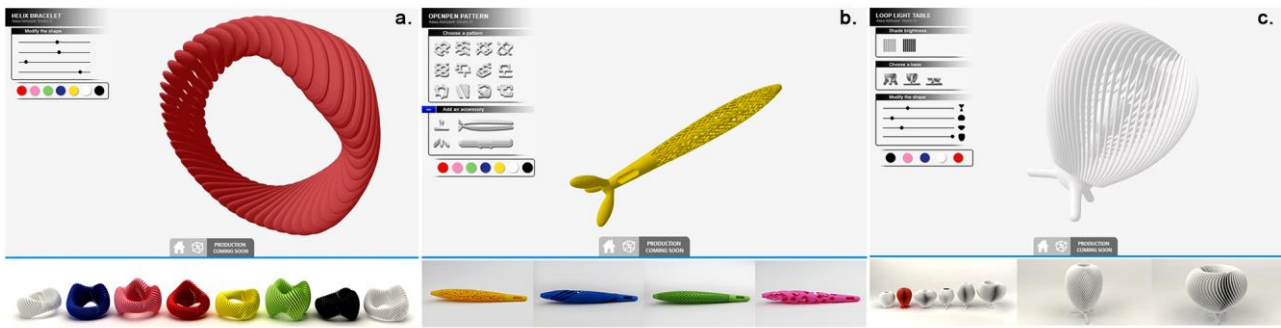 HELIX BRACELET
Modify the shape
PRODUCTION
COMING SOON
a.
OPENPEN PATTERN
Choose a pattern
Add an accessory
PRODUCTION
COMING SOON
b.
LOOP LIGHT TABLE
Shade brightness
Choose a base
Modify the shape
PRODUCTION
COMING SOON
c.